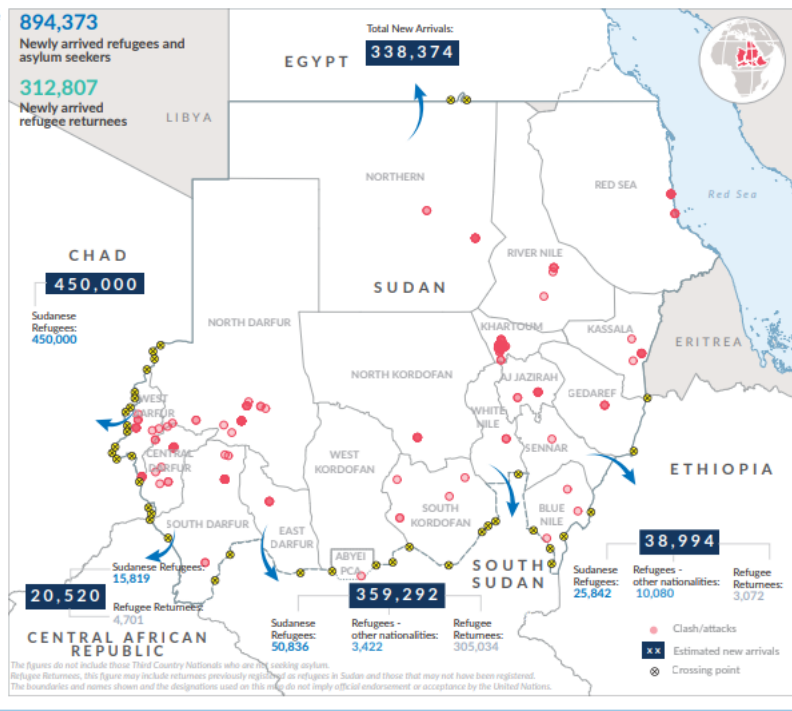 894,373
Newly arrived refugees and
asylum seekers
312,807
Newly arrived
refugee returnees
Total New Arrivals:
338,374
EGYPT
LIBYA
NORTHERN
RED SEA
Red Sea
CHAD
450,000
Sudanese
Refugees:
450,000
RIVER NILE
SUDAN
NORTH DARFUR
KHARTOUM
KASSALA
ERITREA
NORTH KORDOFAN
AJ JAZIRAH
GEDAREF
WEST
DARFUR
WHITE
NILE
SENNAR
CENTRAL
DARFUR
WEST
KORDOFAN
ETHIOPIA
SOUTH
KORDOFAN
BLUE
NILE
SOUTH DARFUR
EAST
DARFUR
ABYEI
PCA
SOUTH
SUDAN
38,994
Sudanese
Refugees:
25,842
Refugees -
other nationalities:
10,080
Refugee
Returnees:
3,072
Sudanese Refugees:
15,819
20,520
Refugee Returnees:
4,701
CENTRAL AFRICAN
REPUBLIC
359,292
Sudanese
Refugees:
50,836
Refugees -
other nationalities:
3,422
Refugee
Returnees:
305,034
Clash/attacks
x x Estimated new arrivals
Crossing point
The figures do not include those Third Country Nationals who are not seeking asylum.
Refugee Returnees, this figure may include returnees previously registered as refugees in Sudan and those that may not have been registered.
The boundaries and names shown and the designations used on this map do not imply official endorsement or acceptance by the United Nations.